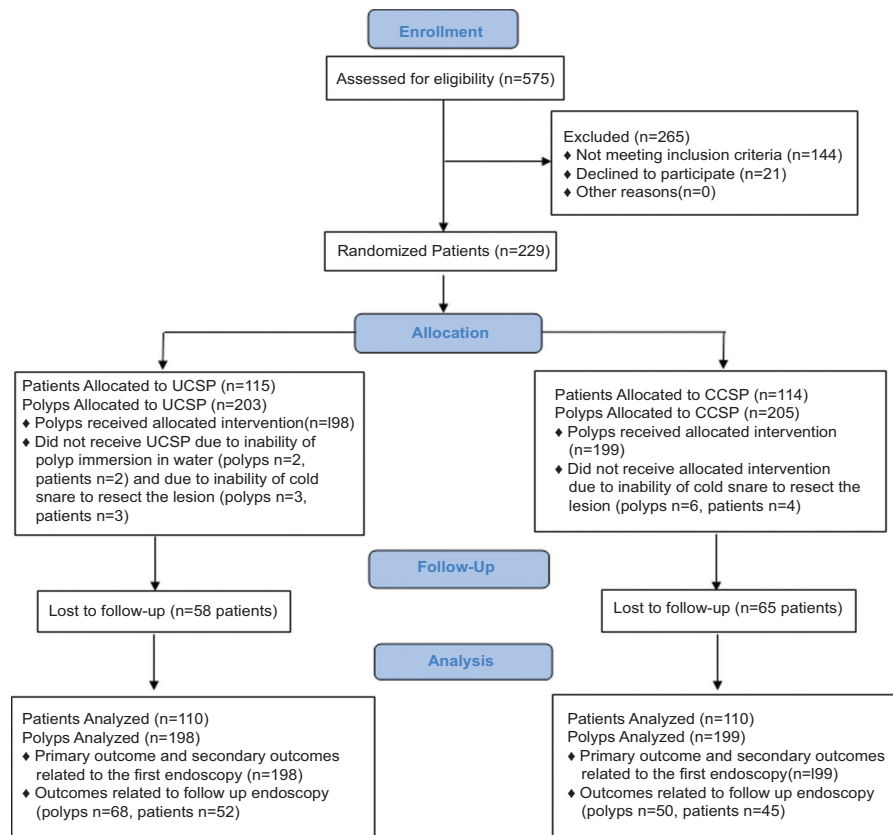 Enrollment
Assessed for eligibility (n=575)
Excluded (n=265)
♦ Not meeting inclusion criteria (n=144)
♦ Declined to participate (n=21)
♦ Other reasons(n=0)
Randomized Patients (n=229)
Allocation
Patients Allocated to UCSP (n=115)
Polyps Allocated to UCSP (n=203)
♦ Polyps received allocated intervention(n=l98)
♦ Did not receive UCSP due to inability of
polyp immersion in water (polyps n=2,
patients n=2) and due to inability of cold
snare to resect the lesion (polyps n=3,
patients n=3)
Patients Allocated to CCSP (n=114)
Polyps Allocated to CCSP (n=205)
♦ Polyps received allocated intervention
(n=199)
♦ Did not receive allocated intervention
due to inability of cold snare to resect the
lesion (polyps n=6, patients n=4)
Follow-Up
Lost to follow-up (n=58 patients)
Lost to follow-up (n=65 patients)
Analysis
Patients Analyzed (n=110)
Polyps Analyzed (n=198)
♦ Primary outcome and secondary outcomes
related to the first endoscopy (n=198)
♦ Outcomes related to follow up endoscopy
(polyps n=68, patients n=52)
Patients Analyzed (n=110)
Polyps Analyzed (n=199)
♦ Primary outcome and secondary outcomes
related to the first endoscopy(n=l99)
♦ Outcomes related to follow up endoscopy
(polyps n=50, patients n=45)